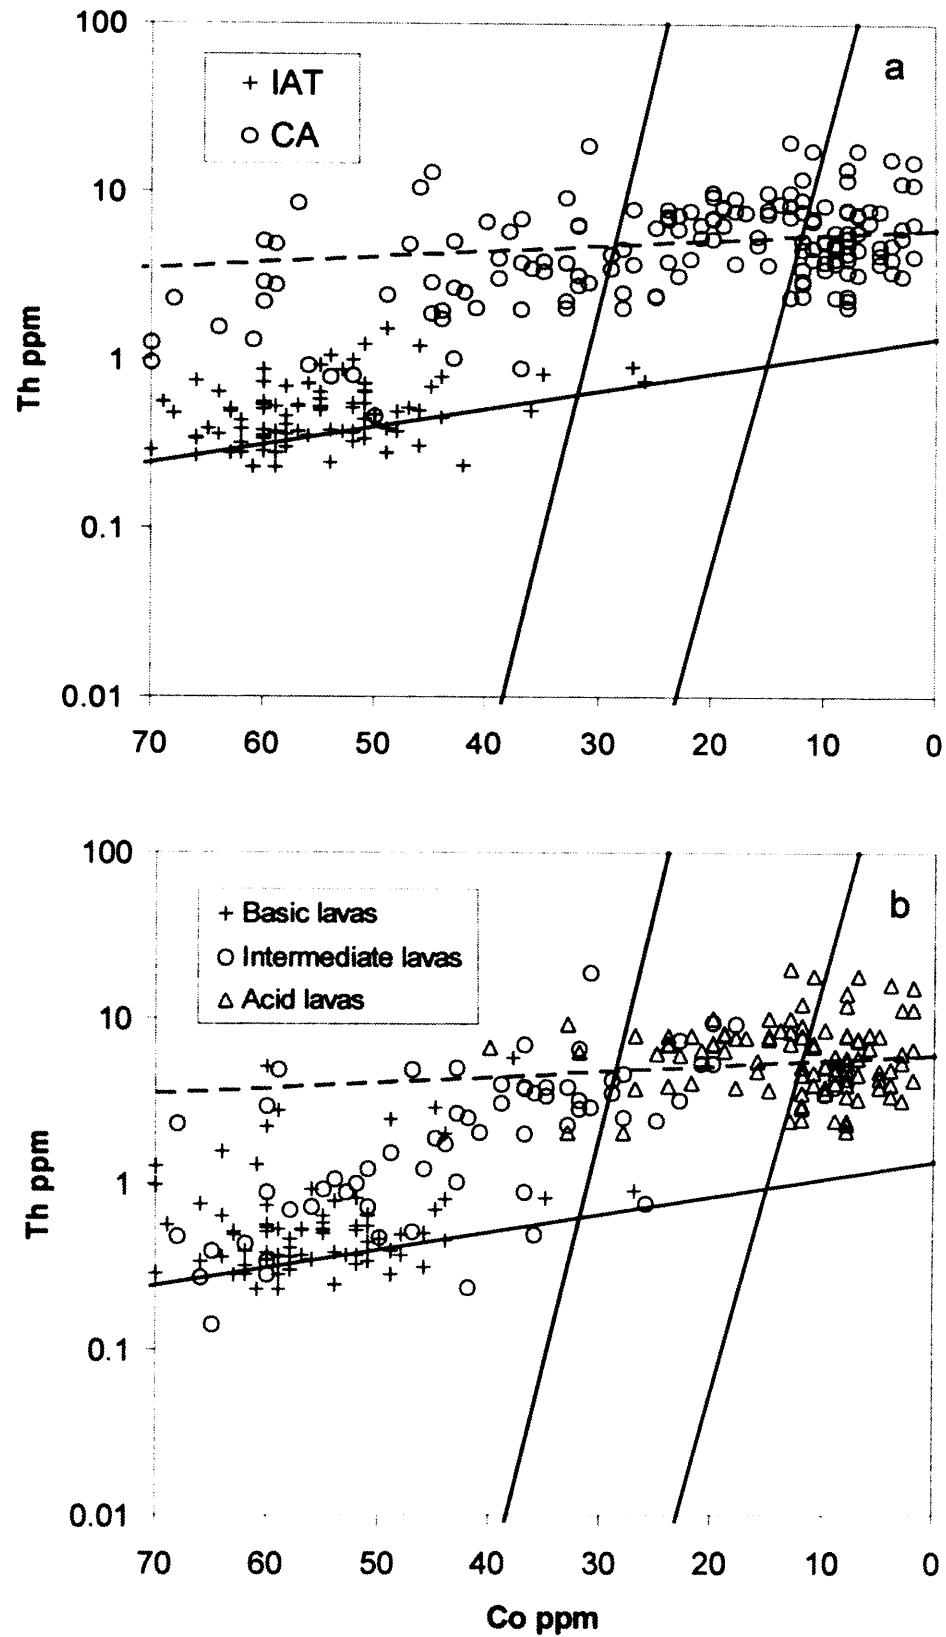 100
a
+ IAT
○ CA
10
Th ppm
1
0.1
0.01
70 60 50 40 30 20 10 0
100
b
+ Basic lavas
○ Intermediate lavas
△ Acid lavas
10
Th ppm
1
0.1
0.01
70 60 50 40 30 20 10 0
Co ppm